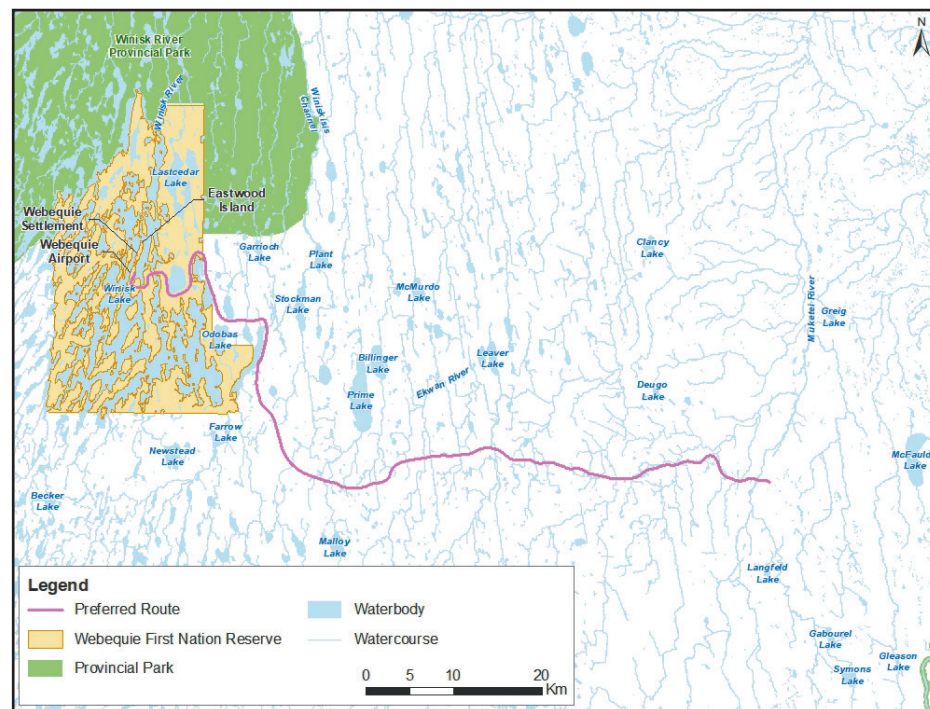 N
Winisk River
Provincial Park
Winisk River
Winiskisis
Channel
Lastcedar
Lake
Eastwood
Island
Webequie
Settlement
Webequie
Airport
Winisk
Lake
Garrioch
Lake
Plant
Lake
Clancy
Lake
Stockman
Lake
McMurdo
Lake
Muketei River
Greig
Lake
Odobas
Lake
Billinger
Lake
Leaver
Lake
Ekwan River
Prime
Lake
Deugo
Lake
Farrow
Lake
Newstead
Lake
McFauld
Lake
Becker
Lake
Malloy
Lake
Langfeld
Lake
Gabourel
Lake
Symons
Lake
Gleason
Lake
Legend
Preferred Route
Webequie First Nation Reserve
Provincial Park
Waterbody
Watercourse
0 5 10 20
Km